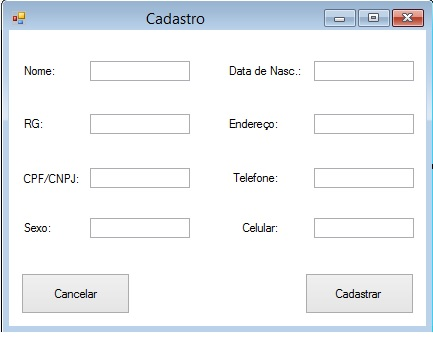 Cadastro
Nome: Data de Nasc.:
RG: Endereço:
CPF/CNPJ: Telefone:
Sexo: Celular:
Cancelar Cadastrar